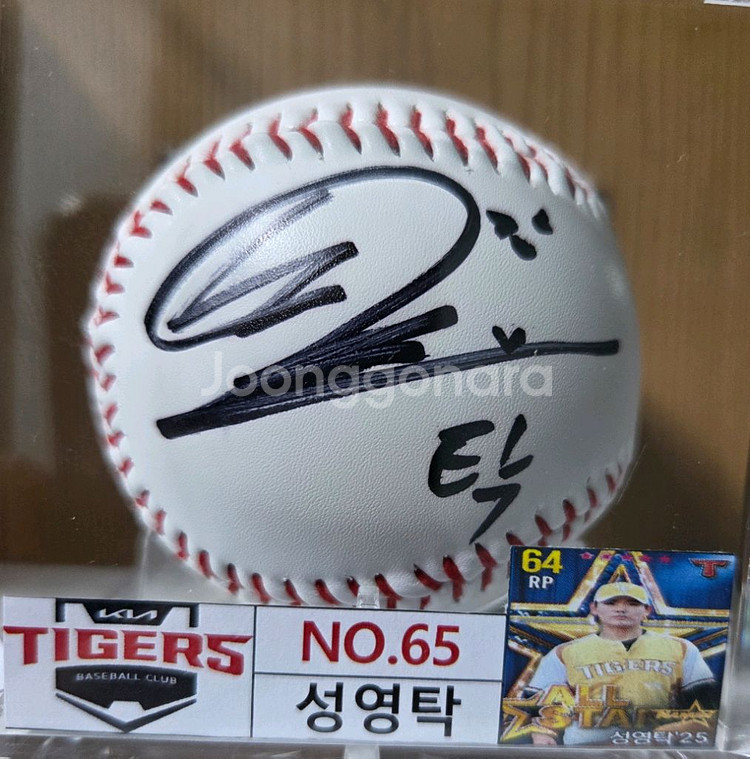 탁
Joonggonara
KIA
TIGERS
BASEBALL CLUB
NO.65
성영탁
64
RP
T
TIGERS
ALL
STAR
성영탁'25